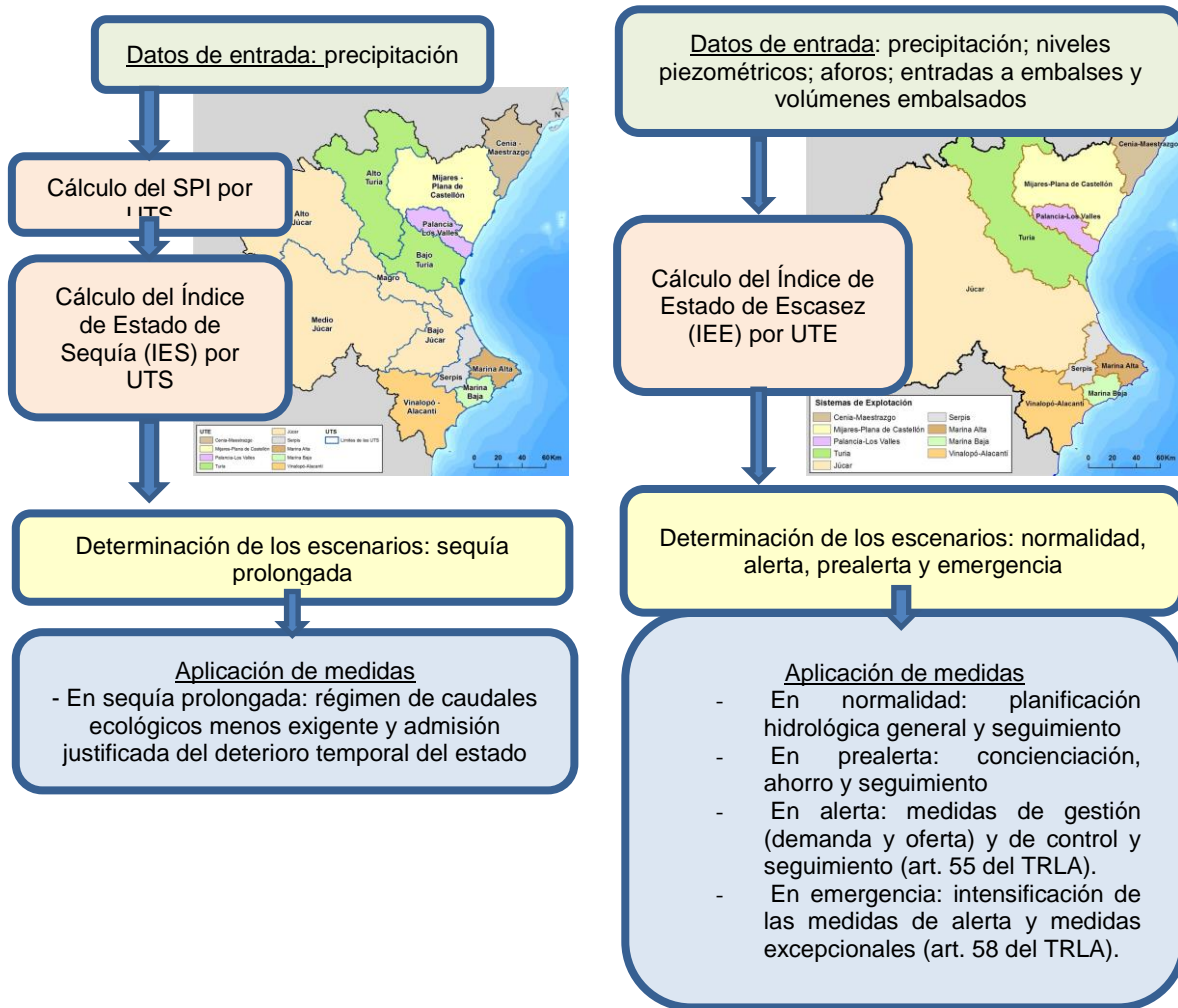 Datos de entrada: precipitación
Cálculo del SPI por
UTS
Cálculo del Índice
de Estado de
Sequía (IES) por
UTS
N
Cenia -
Maestrazgo
Alto
Turia
Mijares -
Plana de
Castellón
Alto
Júcar
Palancia
Los Valles
Bajo
Turia
Magro
Medio
Júcar
Bajo
Júcar
Serpis
Marina Alta
Marina
Baja
Vinalopó -
Alacantí
UTE
Cenia-Maestrazgo
Mijares-Plana de Castellón
Palancia-Los Valles
Turia
Júcar
Serpis
Marina Alta
Marina Baja
Vinalopó-Alacantí
UTS
Límites de las UTS
0 20 40 60 Km
Determinación de los escenarios: sequía
prolongada
Aplicación de medidas
- En sequía prolongada: régimen de caudales
ecológicos menos exigente y admisión
justificada del deterioro temporal del estado
Datos de entrada: precipitación; niveles
piezométricos; aforos; entradas a embalses y
volúmenes embalsados
Cálculo del Índice de
Estado de Escasez
(IEE) por UTE
Cenia-Maestrazgo
Mijares-Plana de Castellón
Palancia-Los Valles
Turia
Júcar
Serpis
Marina Alta
Marina Baja
Vinalopó-Alacantí
Sistemas de Explotación
Cenia-Maestrazgo
Mijares-Plana de Castellón
Palancia-Los Valles
Turia
Júcar
Serpis
Marina Alta
Marina Baja
Vinalopó-Alacantí
0 20 40 60 Km
Determinación de los escenarios: normalidad,
alerta, prealerta y emergencia
Aplicación de medidas
- En normalidad: planificación
hidrológica general y seguimiento
- En prealerta: concienciación,
ahorro y seguimiento
- En alerta: medidas de gestión
(demanda y oferta) y de control y
seguimiento (art. 55 del TRLA).
- En emergencia: intensificación de
las medidas de alerta y medidas
excepcionales (art. 58 del TRLA).